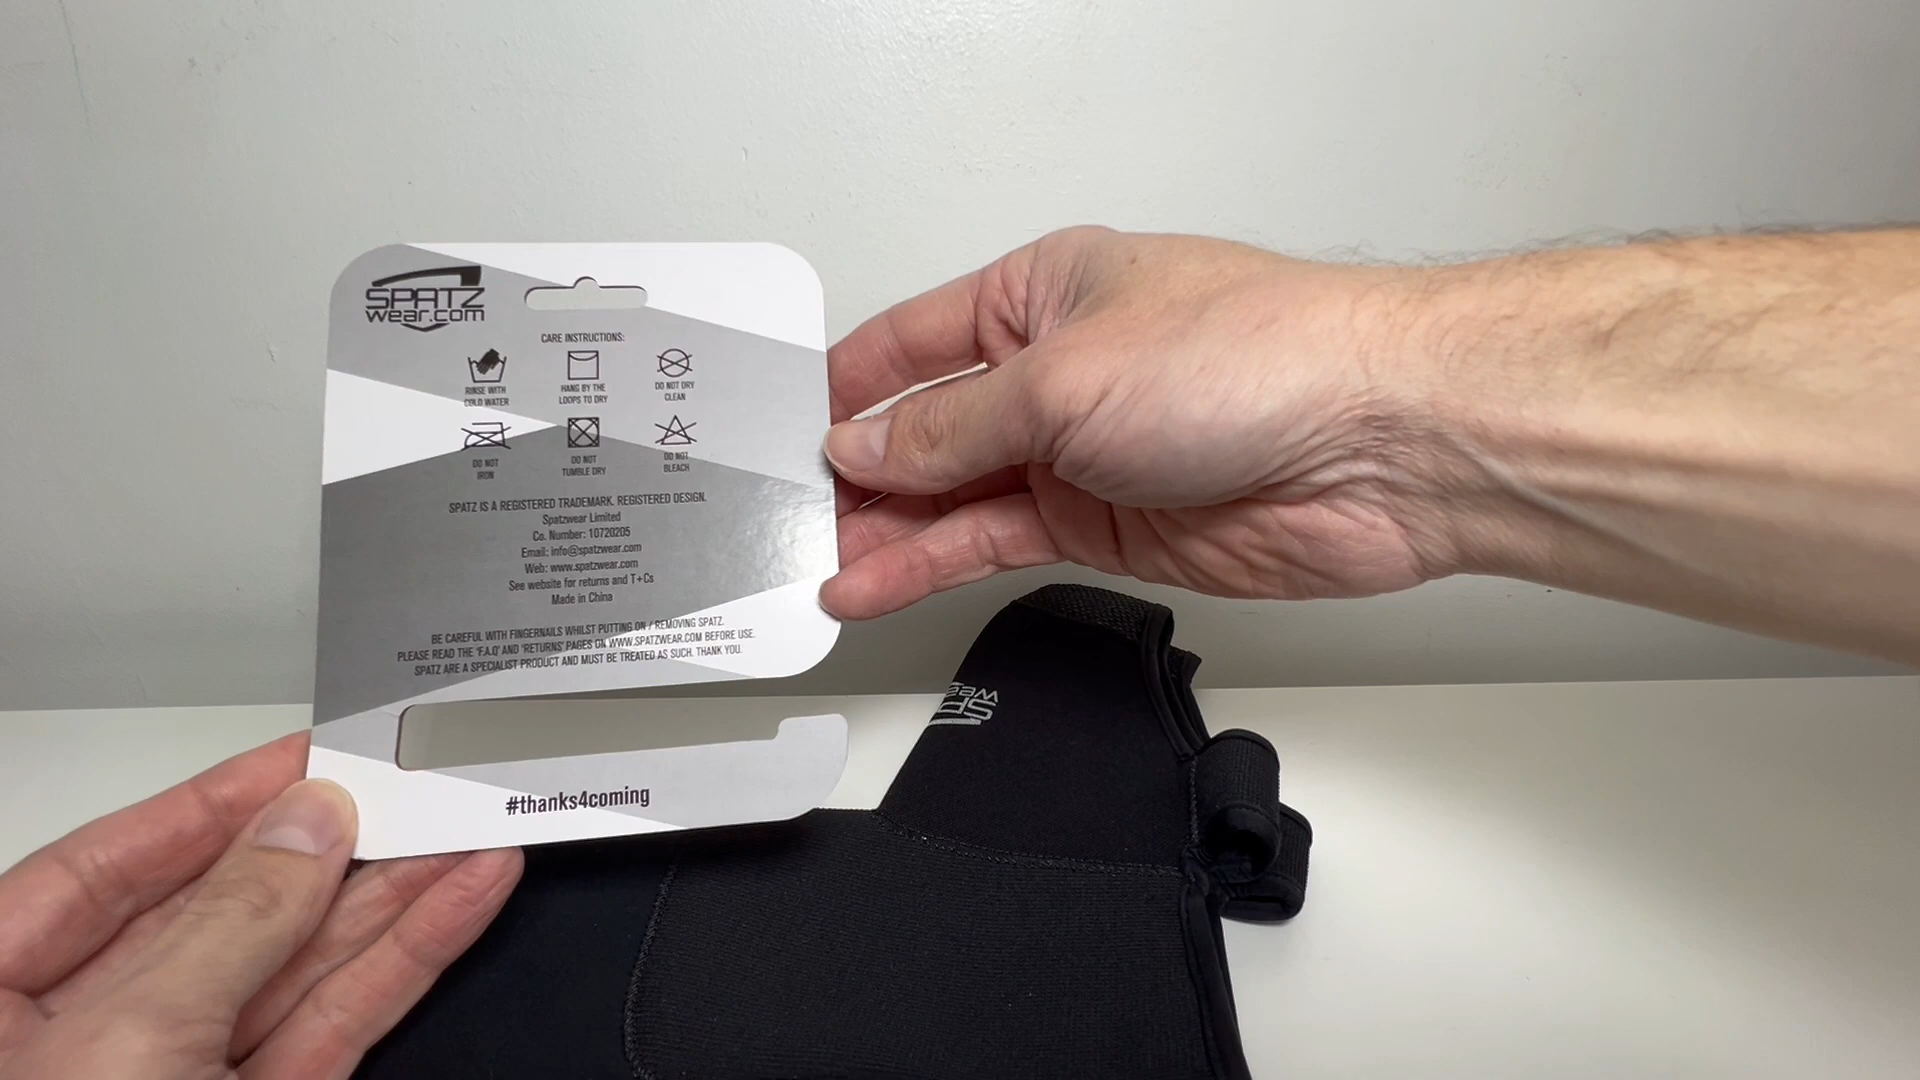 SPATZ
wear.com
CARE INSTRUCTIONS:
RINSE WITH
COLD WATER
HANG BY THE
LOOPS TO DRY
DO NOT DRY
CLEAN
DO NOT
IRON
DO NOT
TUMBLE DRY
DO NOT
BLEACH
SPATZ IS A REGISTERED TRADEMARK. REGISTERED DESIGN.
Spatzwear Limited
Co. Number: 10720205
Email: info@spatzwear.com
Web: www.spatzwear.com
See website for returns and T+Cs
Made in China
BE CAREFUL WITH FINGERNAILS WHILST PUTTING ON / REMOVING SPATZ.
PLEASE READ THE 'F.A.Q' AND 'RETURNS' PAGES ON WWW.SPATZWEAR.COM BEFORE USE.
SPATZ ARE A SPECIALIST PRODUCT AND MUST BE TREATED AS SUCH. THANK YOU.
#thanks4coming